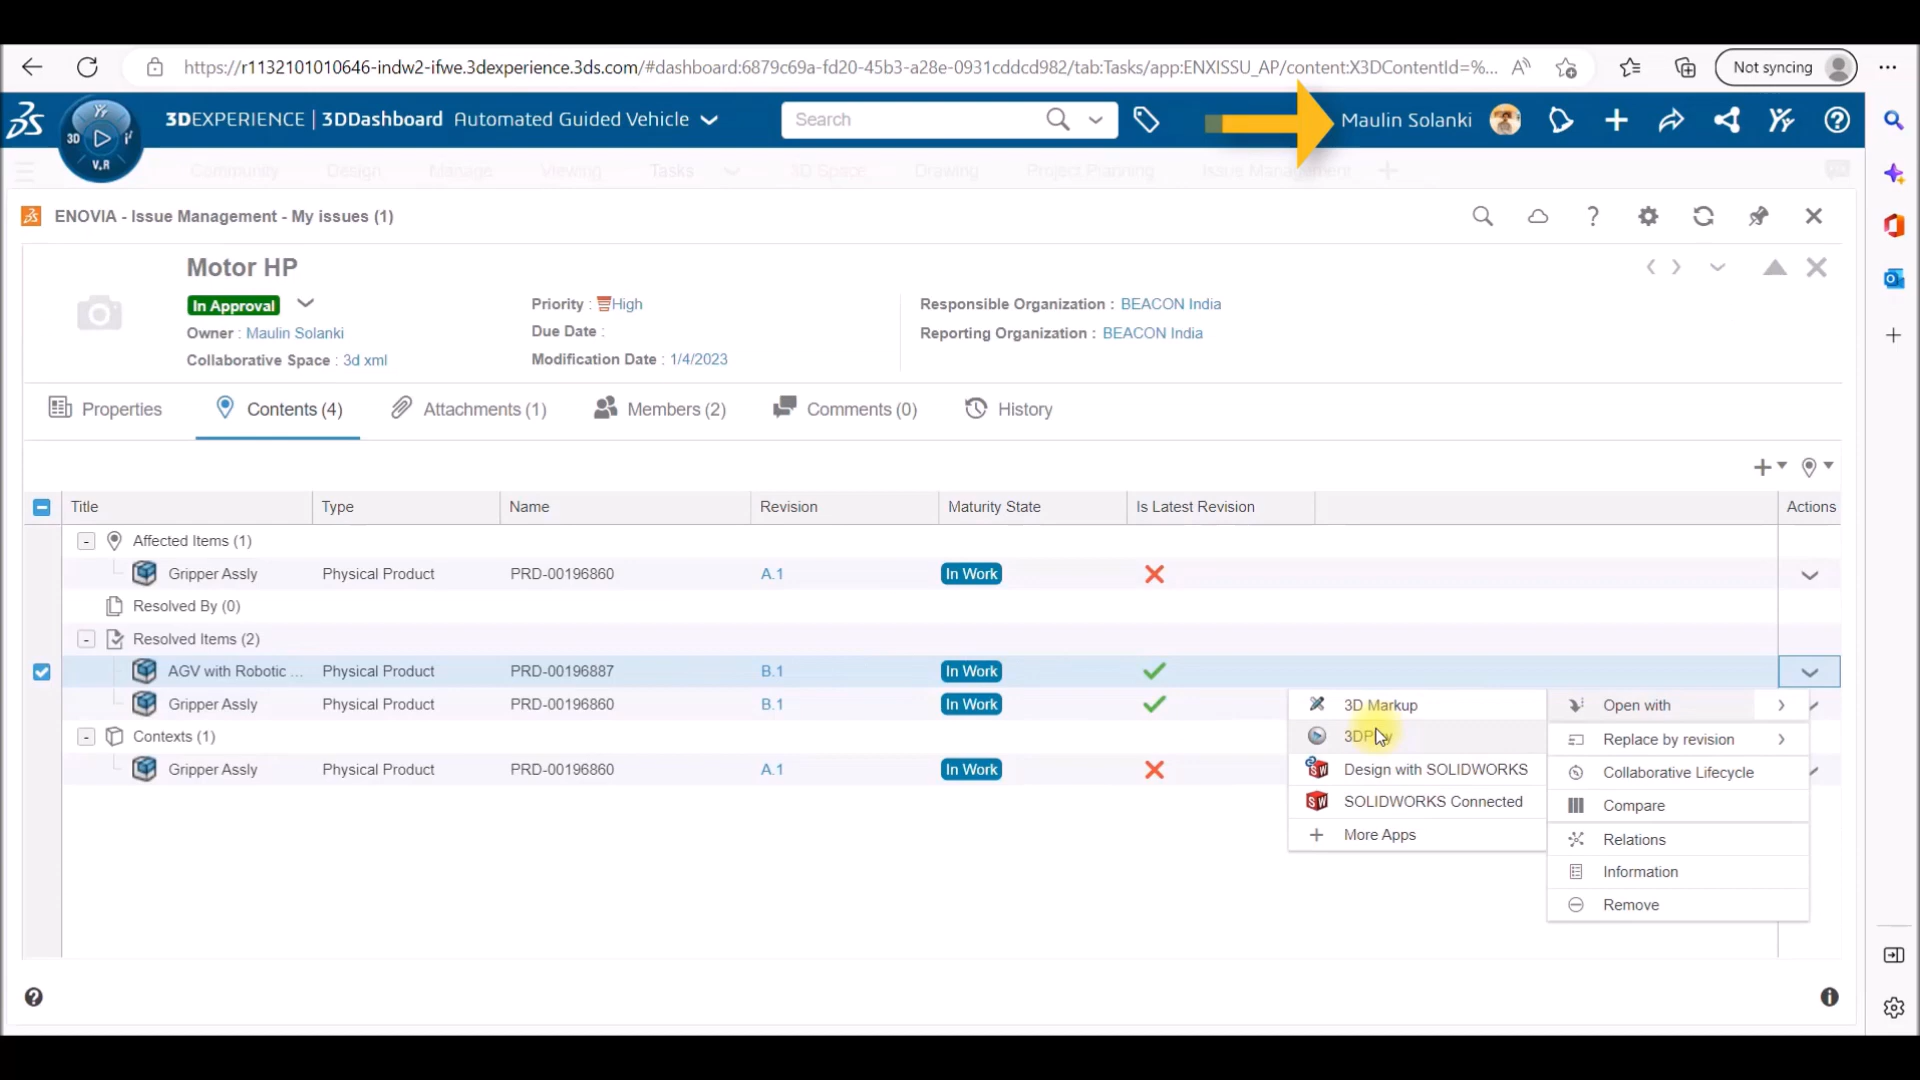 https://r1132101010646-indw2-ifwe.3dexperience.3ds.com/#dashboard:6879c69a-fd20-45b3-a28e-0931cddcd982/tab:Tasks/app:ENXISSU_AP/content:X3DContentId=%...
Not syncing
3DEXPERIENCE | 3DDashboard Automated Guided Vehicle
Search
Maulin Solanki
3D
V.R
Community Design Manage Viewing Tasks 3D Space Drawing Project Planning Issue Management
ENOVIA - Issue Management - My issues (1)
Motor HP
In Approval
Owner : Maulin Solanki
Collaborative Space : 3d xml
Priority : High
Due Date :
Modification Date : 1/4/2023
Responsible Organization : BEACON India
Reporting Organization : BEACON India
Properties Contents (4) Attachments (1) Members (2) Comments (0) History
Title Type Name Revision Maturity State Is Latest Revision Actions
Affected Items (1)
Gripper Assly Physical Product PRD-00196860 A.1 In Work
Resolved By (0)
Resolved Items (2)
AGV with Robotic ... Physical Product PRD-00196887 B.1 In Work
Gripper Assly Physical Product PRD-00196860 B.1 In Work
Contexts (1)
Gripper Assly Physical Product PRD-00196860 A.1 In Work
3D Markup
Design with SOLIDWORKS
SOLIDWORKS Connected
More Apps
Open with
Replace by revision
Collaborative Lifecycle
Compare
Relations
Information
Remove